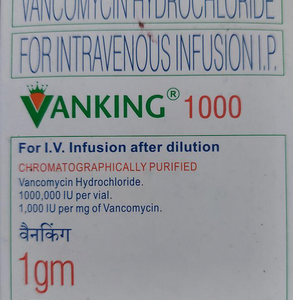 VANCOMYCIN HYDROCHLORIDE
FOR INTRAVENOUS INFUSION I.P.
VANKING® 1000
For I.V. Infusion after dilution
CHROMATOGRAPHICALLY PURIFIED
Vancomycin Hydrochloride.
1000,000 IU per vial.
1,000 IU per mg of Vancomycin.
वैनकिंग
1gm